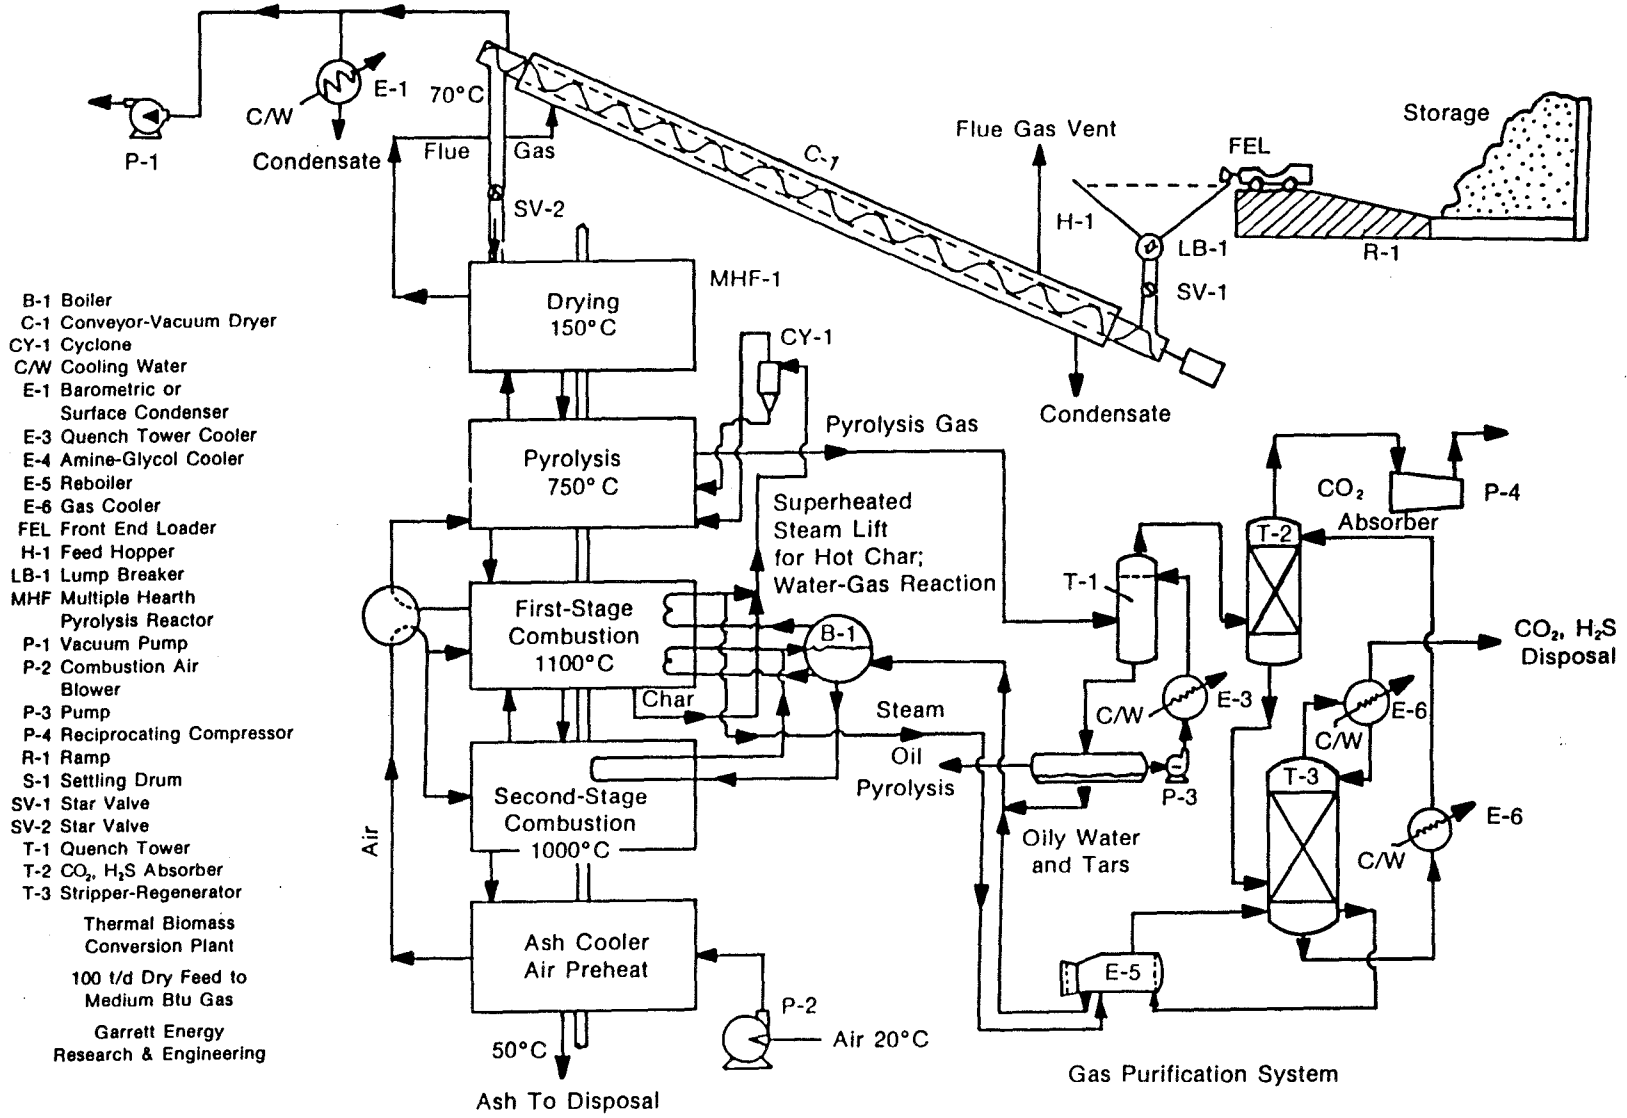 E-1
C/W
Condensate
P-1
70°C
Flue Gas
SV-2
C-1
Flue Gas Vent
FEL
Storage
H-1
LB-1
SV-1
R-1
Condensate
MHF-1
Drying
150°C
CY-1
Pyrolysis
750°C
Pyrolysis Gas
Superheated
Steam Lift
for Hot Char;
Water-Gas Reaction
First-Stage
Combustion
1100°C
B-1
Char
Steam
Second-Stage
Combustion
1000°C
Air
Ash Cooler
Air Preheat
P-2
Air 20°C
50°C
Ash To Disposal
CO₂
Absorber
P-4
T-2
T-1
E-3
C/W
Oil
Pyrolysis
P-3
Oily Water
and Tars
CO₂, H₂S
Disposal
E-6
C/W
T-3
E-6
C/W
E-5
Gas Purification System
B-1 Boiler
C-1 Conveyor-Vacuum Dryer
CY-1 Cyclone
C/W Cooling Water
E-1 Barometric or
Surface Condenser
E-3 Quench Tower Cooler
E-4 Amine-Glycol Cooler
E-5 Reboiler
E-6 Gas Cooler
FEL Front End Loader
H-1 Feed Hopper
LB-1 Lump Breaker
MHF Multiple Hearth
Pyrolysis Reactor
P-1 Vacuum Pump
P-2 Combustion Air
Blower
P-3 Pump
P-4 Reciprocating Compressor
R-1 Ramp
S-1 Settling Drum
SV-1 Star Valve
SV-2 Star Valve
T-1 Quench Tower
T-2 CO₂, H₂S Absorber
T-3 Stripper-Regenerator
Thermal Biomass
Conversion Plant
100 t/d Dry Feed to
Medium Btu Gas
Garrett Energy
Research & Engineering